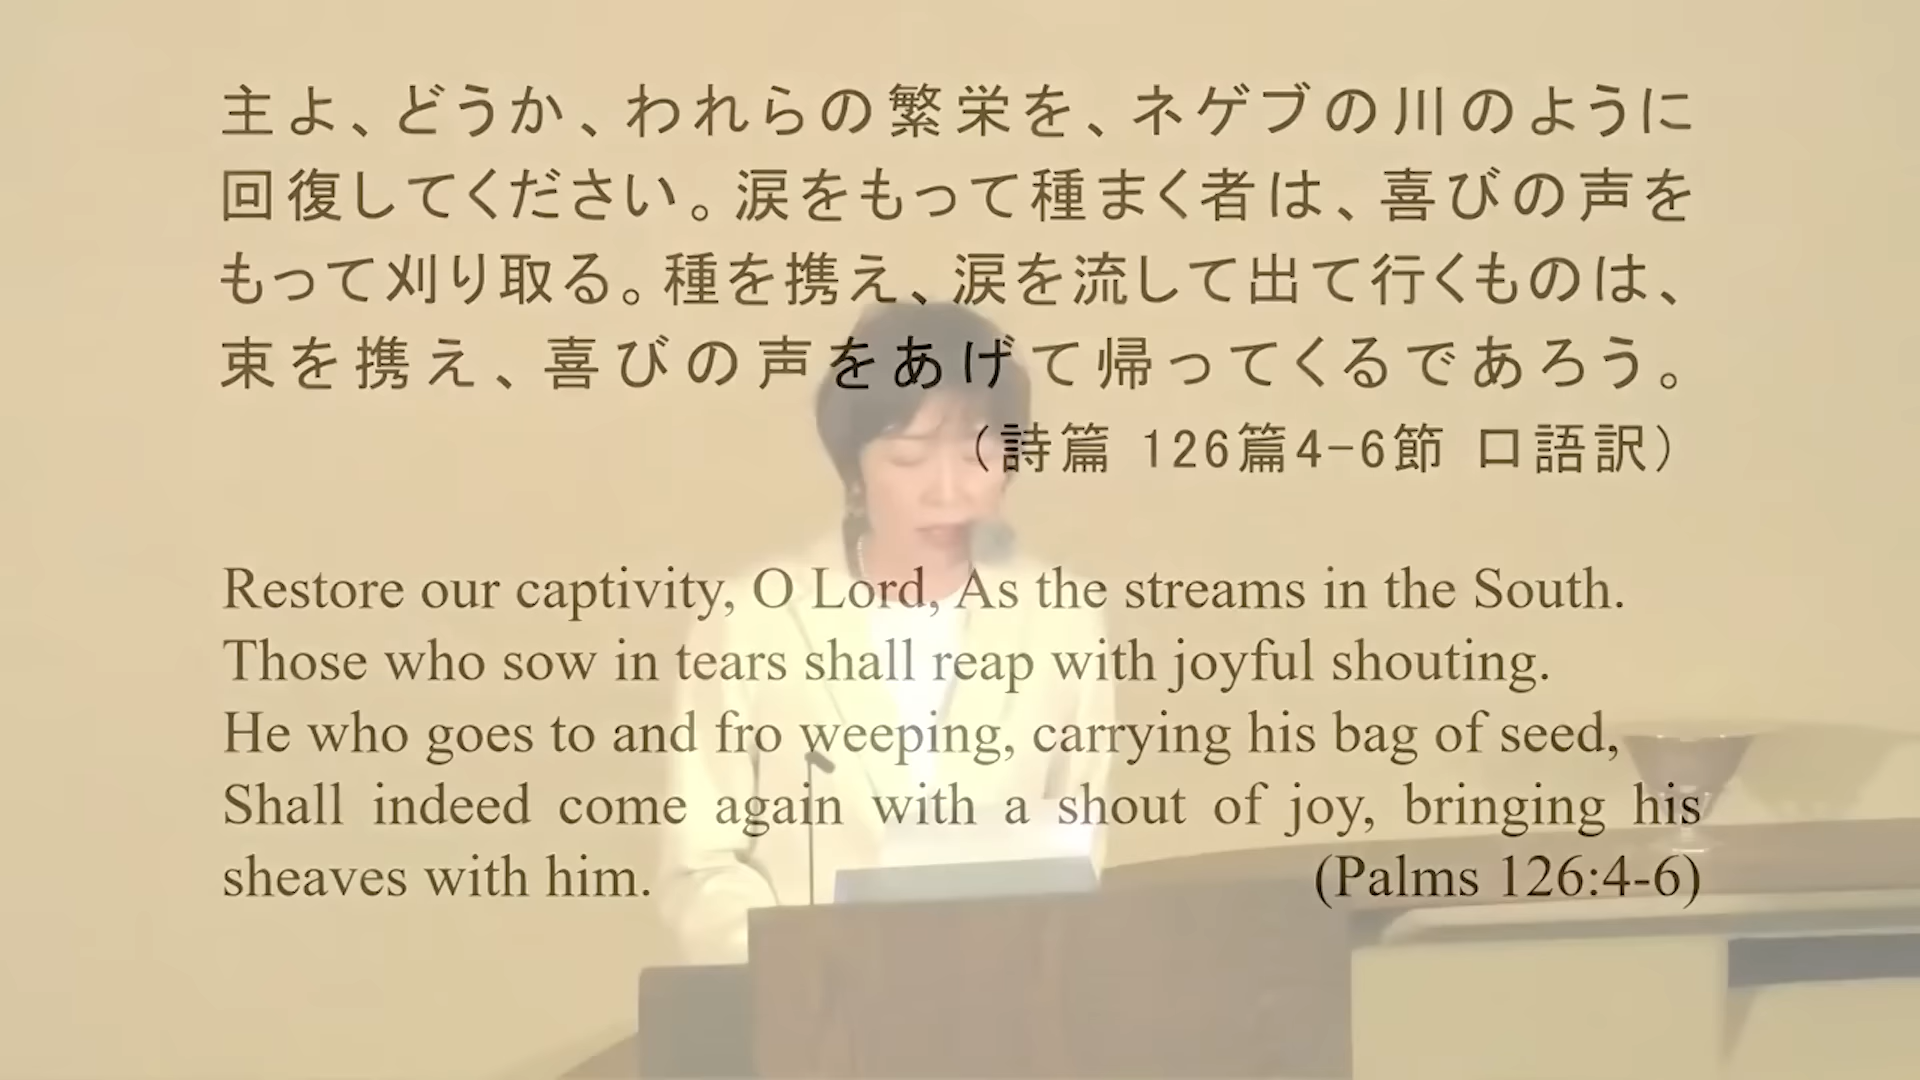 主よ、どうか、われらの繁栄を、ネゲブの川のように
回復してください。涙をもって種まく者は、喜びの声を
もって刈り取る。種を携え、涙を流して出て行くものは、
束を携え、喜びの声をあげて帰ってくるであろう。
（詩篇 126篇4-6節 口語訳）
Restore our captivity, O Lord, As the streams in the South.
Those who sow in tears shall reap with joyful shouting.
He who goes to and fro weeping, carrying his bag of seed,
Shall indeed come again with a shout of joy, bringing his
sheaves with him. (Palms 126:4-6)